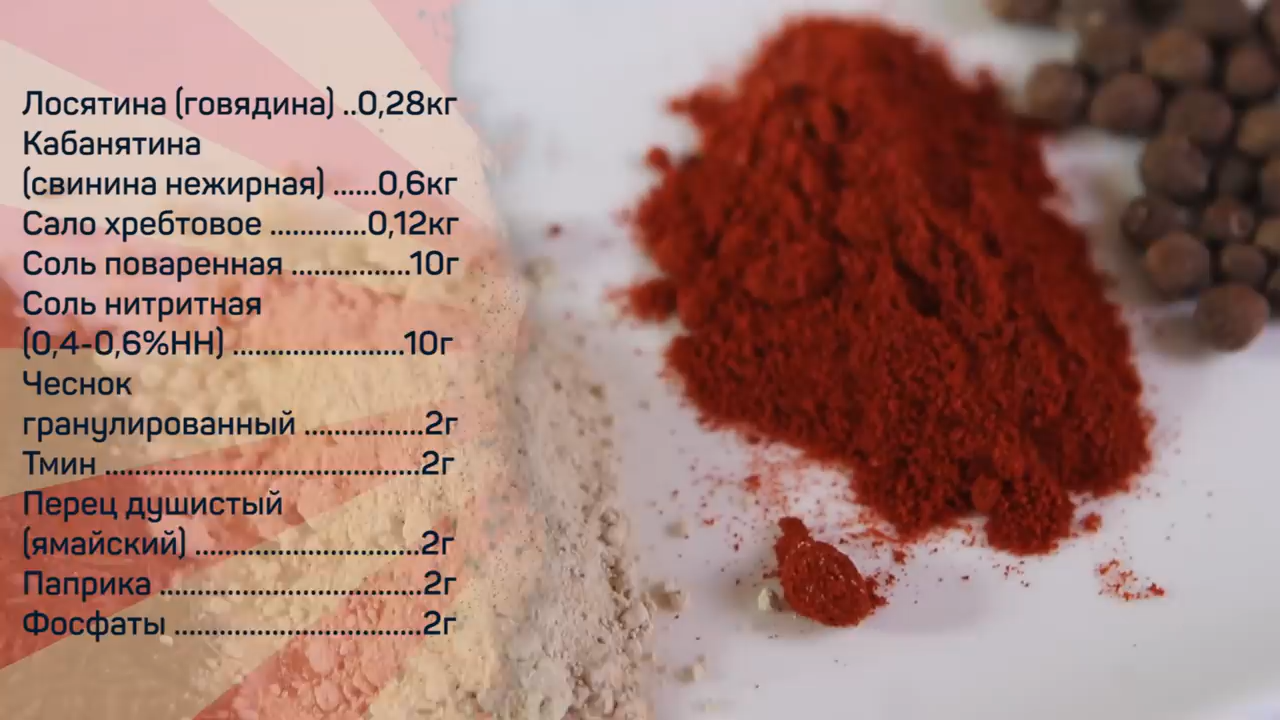 Лосятина (говядина) ..0,28кг
Кабанятина
(свинина нежирная) ......0,6кг
Сало хребтовое .............0,12кг
Соль поваренная ................10г
Соль нитритная
(0,4-0,6%НН) .......................10г
Чеснок
гранулированный ................2г
Тмин ..........................................2г
Перец душистый
(ямайский) ..............................2г
Паприка ...................................2г
Фосфаты .................................2г